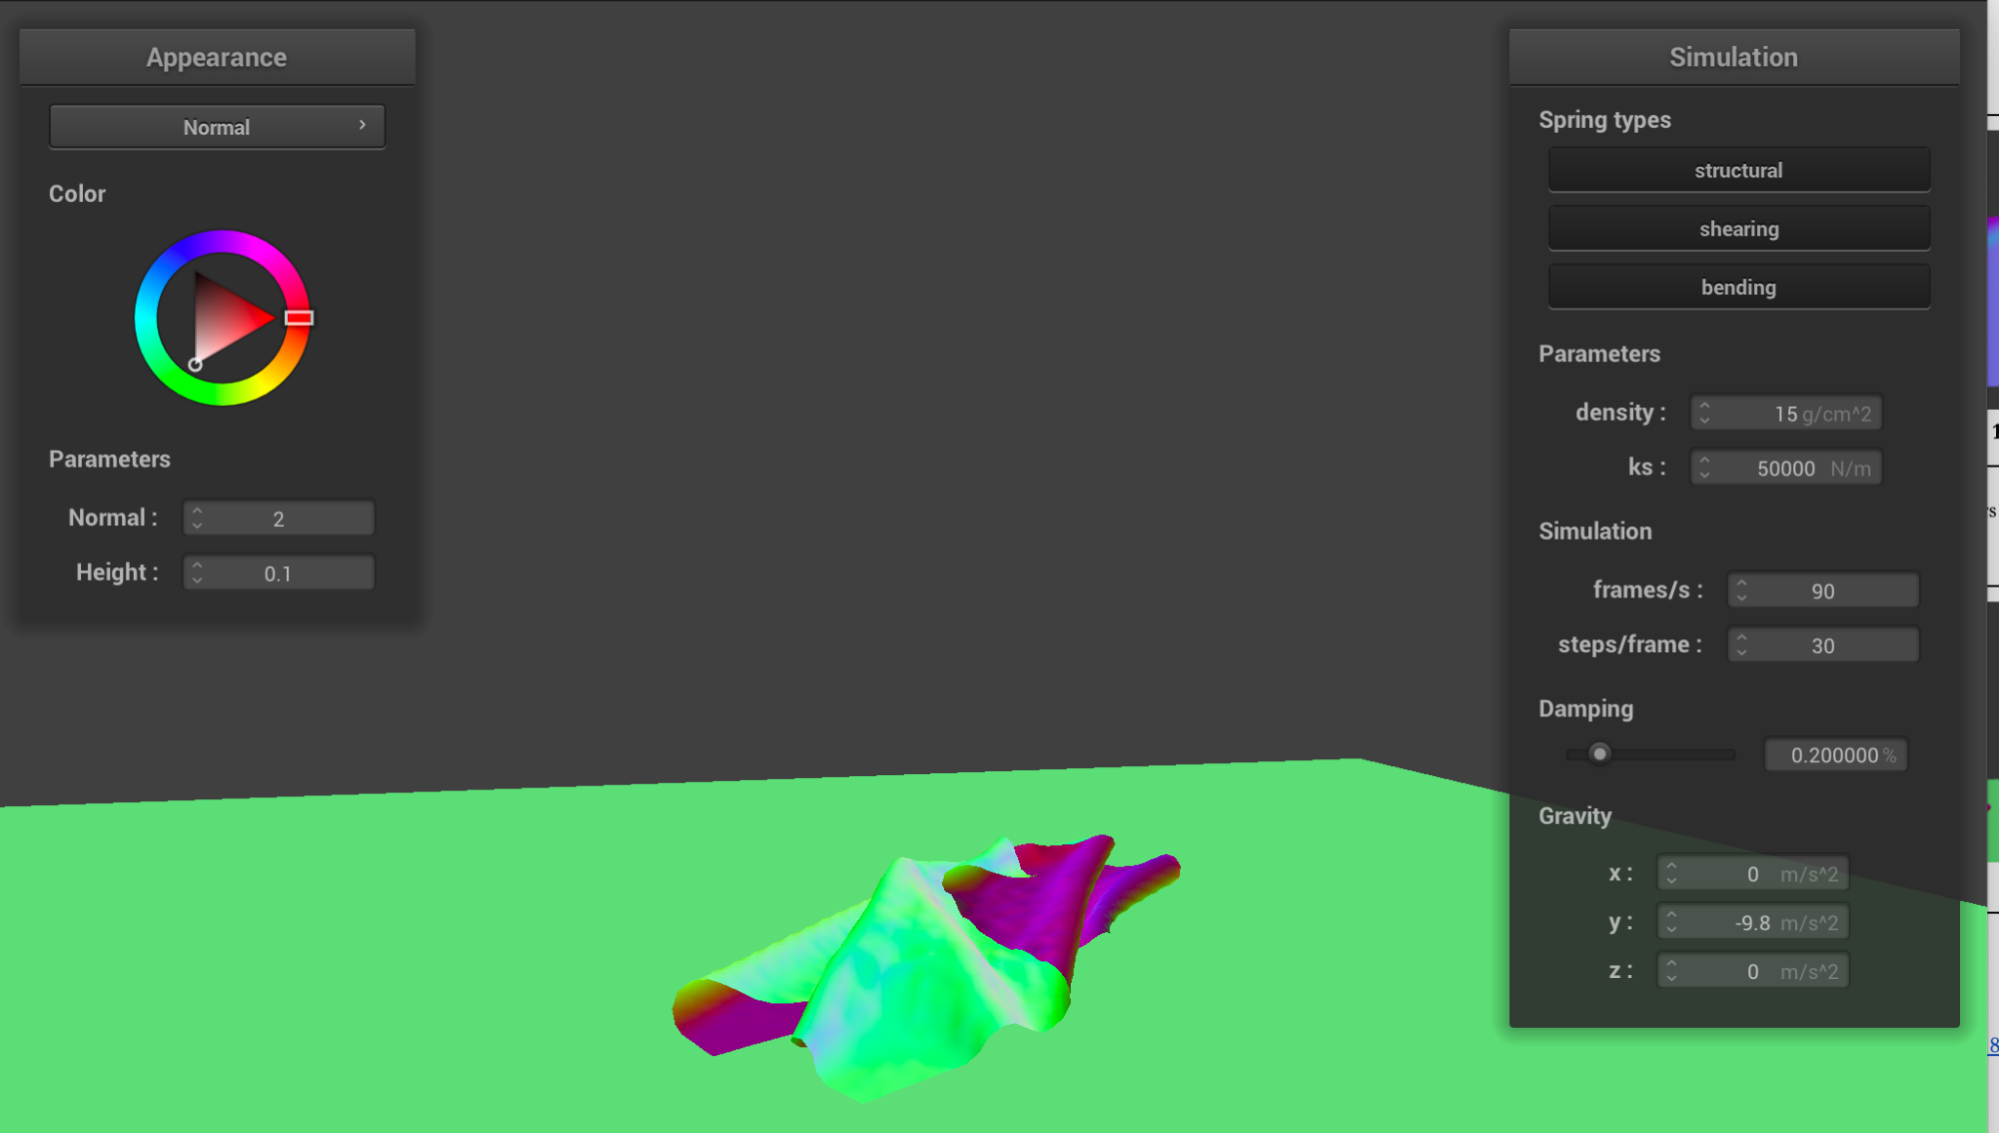 Appearance
Normal
Color
Parameters
Normal : 2
Height : 0.1
Simulation
Spring types
structural
shearing
bending
Parameters
density : 15 g/cm^2
ks : 50000 N/m
Simulation
frames/s : 90
steps/frame : 30
Damping
0.200000 %
Gravity
x : 0 m/s^2
y : -9.8 m/s^2
z : 0 m/s^2